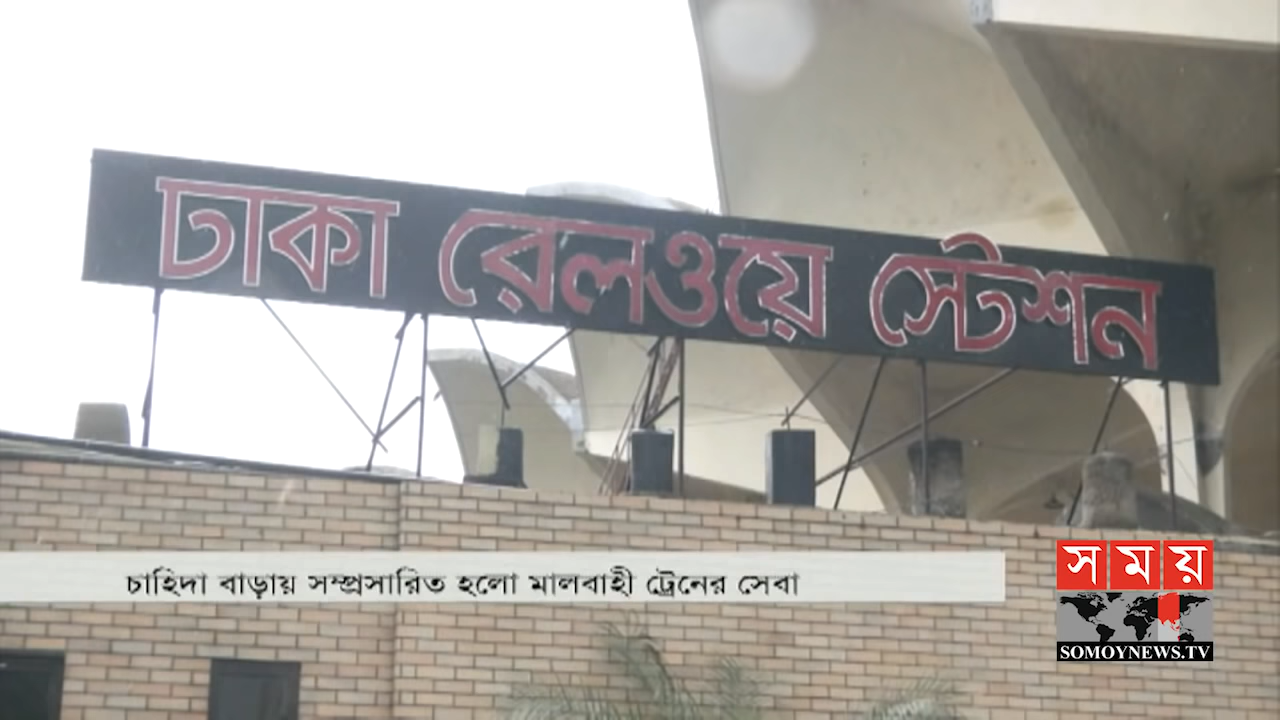 ঢাকা রেলওয়ে স্টেশন
চাহিদা বাড়ায় সম্প্রসারিত হলো মালবাহী ট্রেনের সেবা
সময়
SOMOYNEWS.TV